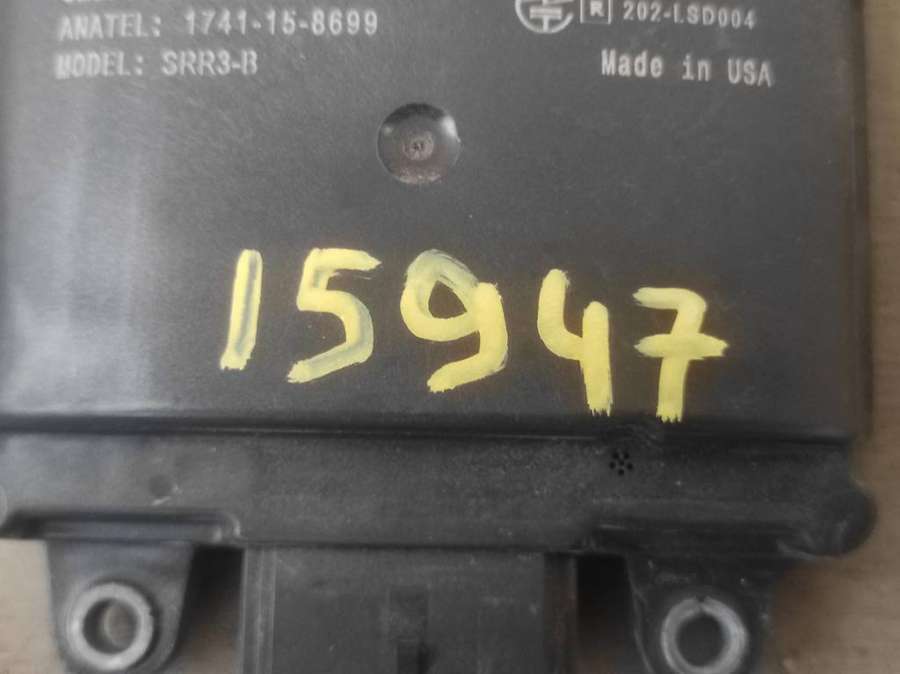 ANATEL: 1741-15-8699
MODEL: SRR3-B
R 202-LSD004
Made in USA
15947